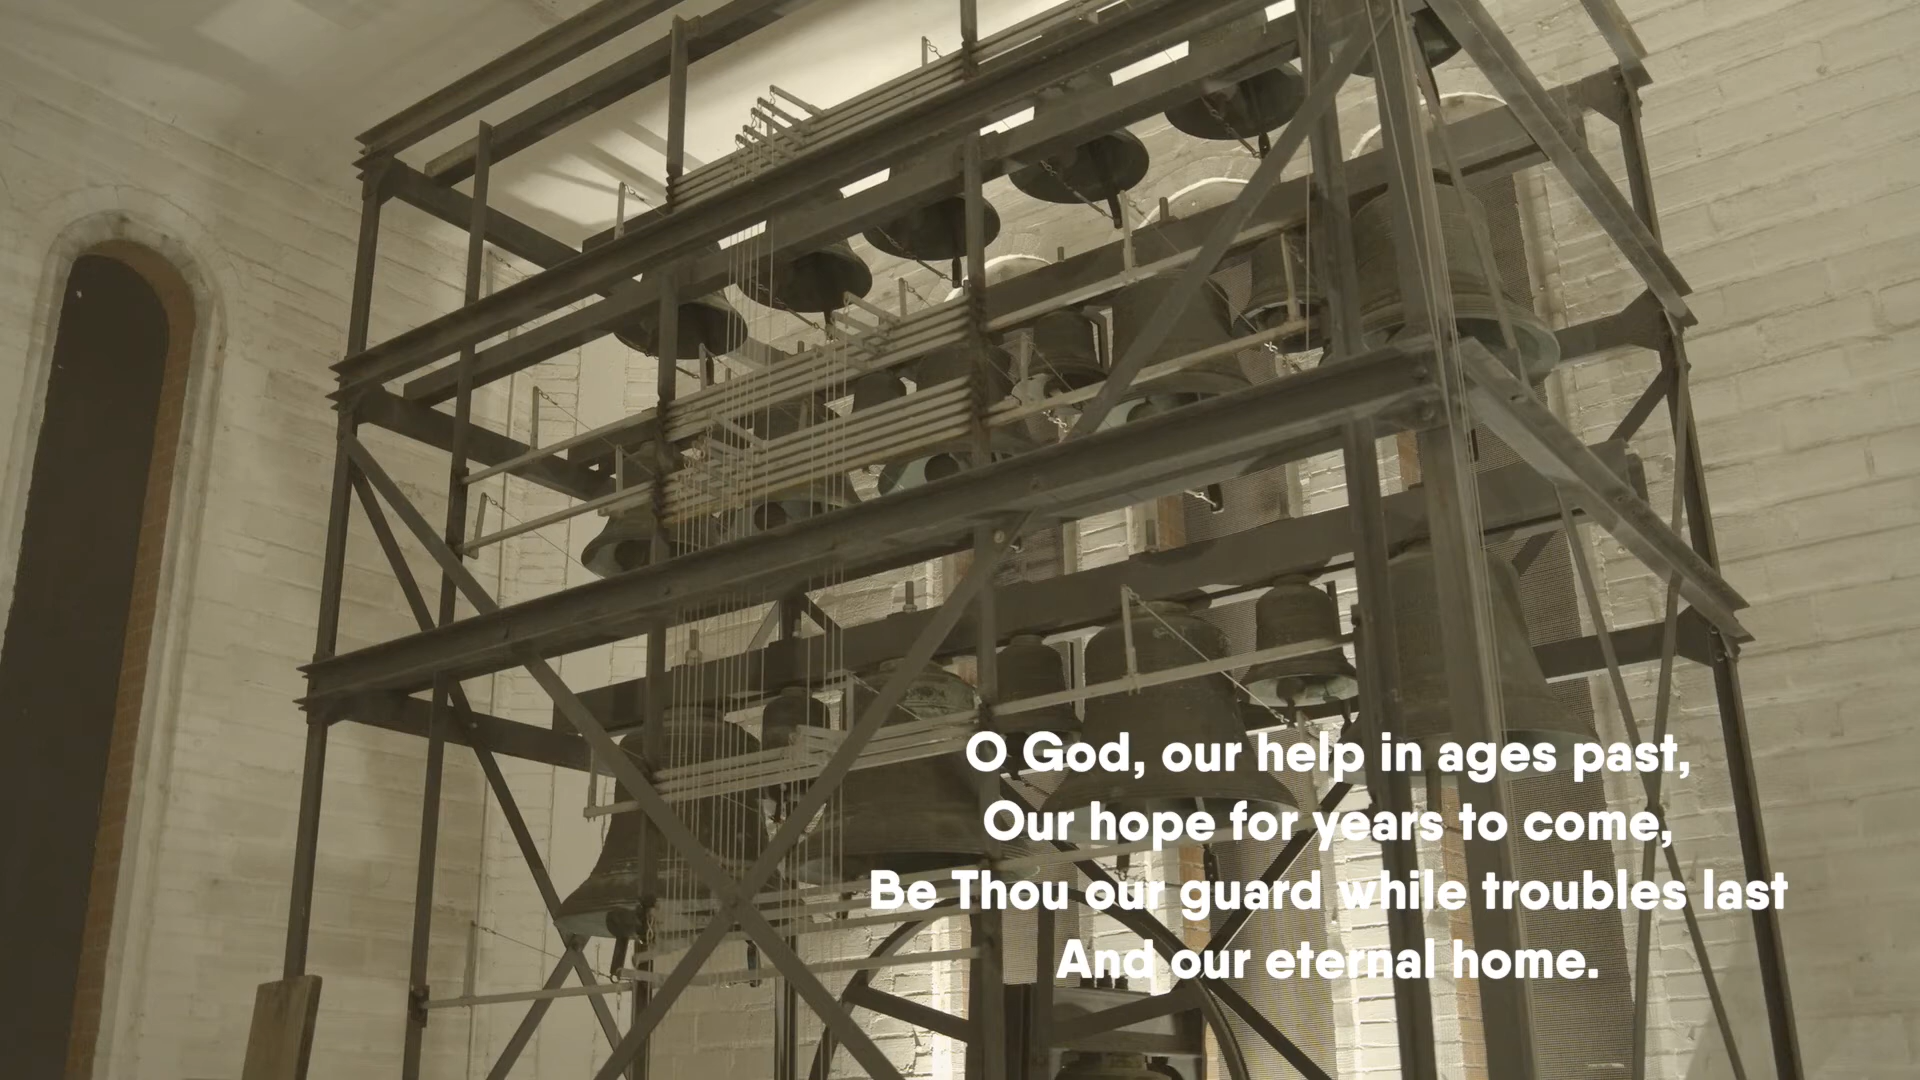 O God, our help in ages past,
Our hope for years to come,
Be Thou our guard while troubles last
And our eternal home.